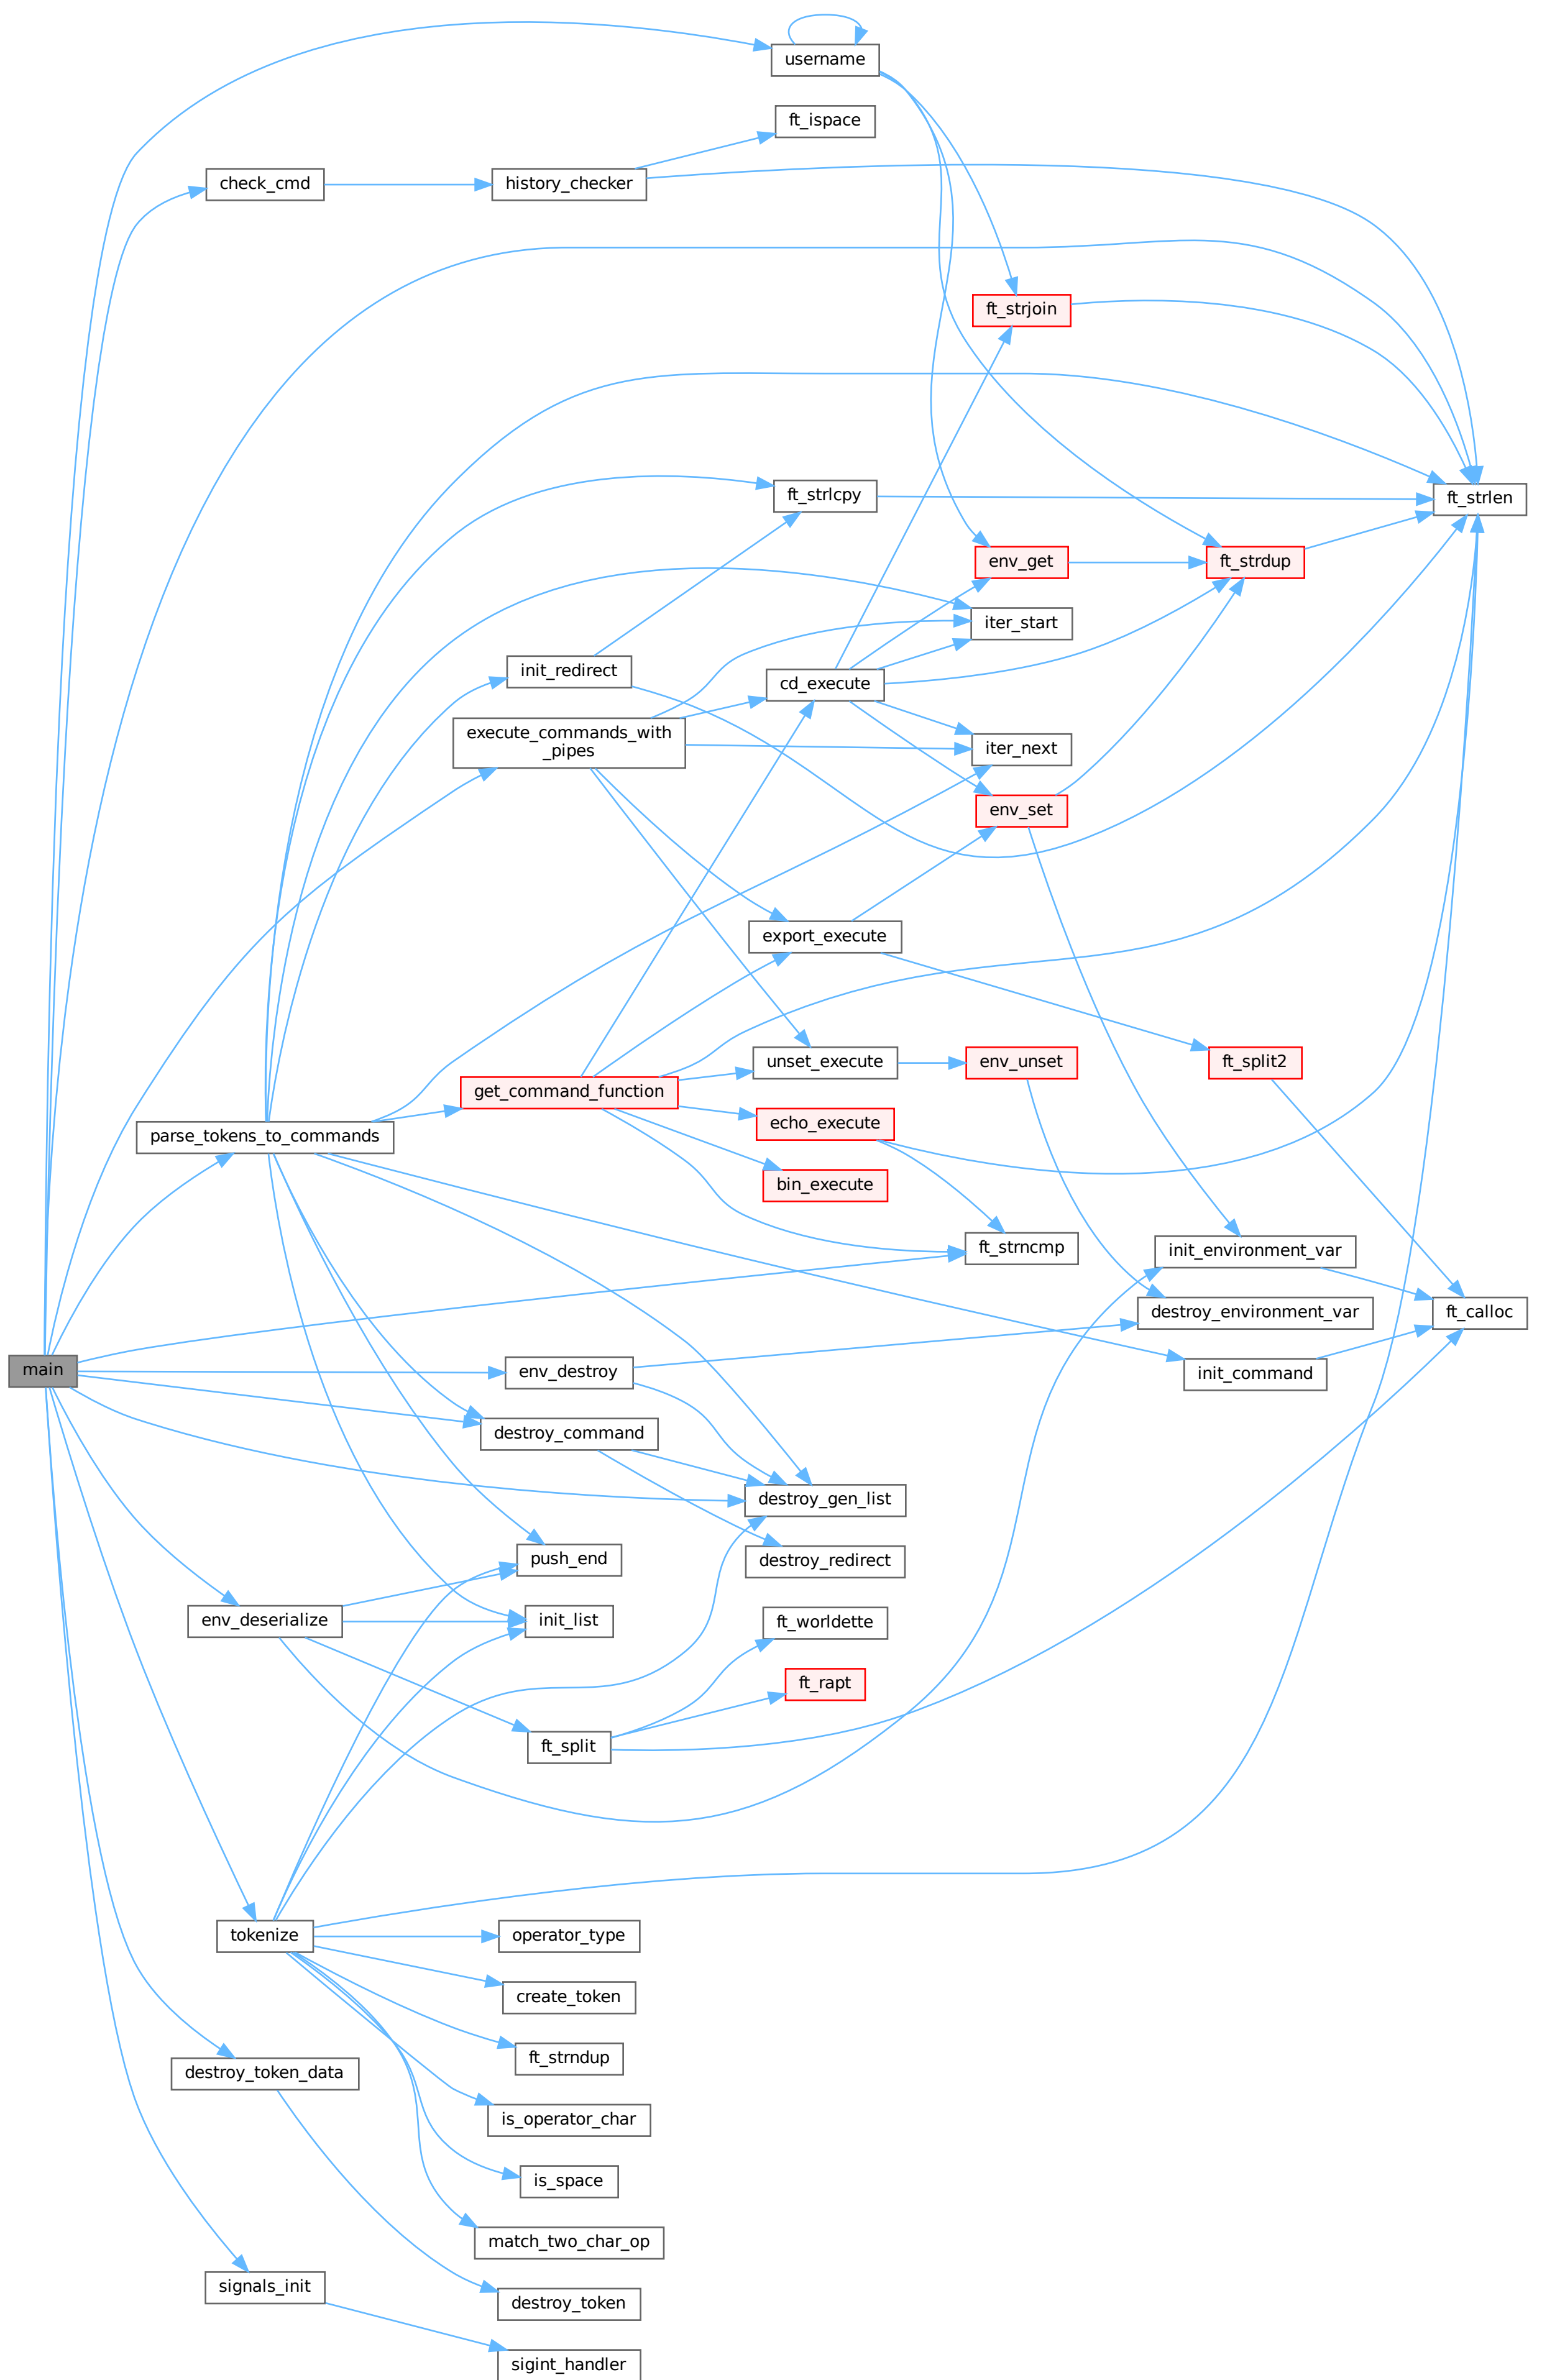 username
ft_ispace
check_cmd
history_checker
ft_strjoin
ft_strlcpy
ft_strlen
env_get
ft_strdup
iter_start
init_redirect
cd_execute
execute_commands_with
_pipes
iter_next
env_set
export_execute
unset_execute
env_unset
ft_split2
get_command_function
echo_execute
parse_tokens_to_commands
bin_execute
ft_strncmp
init_environment_var
destroy_environment_var
ft_calloc
main
env_destroy
init_command
destroy_command
destroy_gen_list
push_end
destroy_redirect
env_deserialize
init_list
ft_worldette
ft_rapt
ft_split
tokenize
operator_type
create_token
ft_strndup
destroy_token_data
is_operator_char
is_space
match_two_char_op
signals_init
destroy_token
sigint_handler